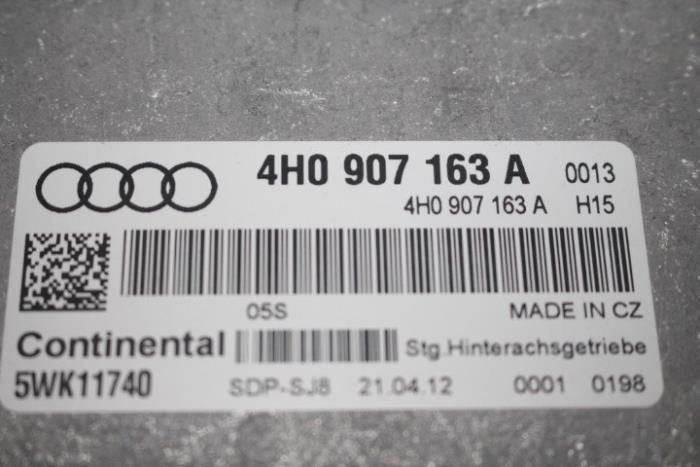 4H0 907 163 A 0013
4H0 907 163 A H15
05S MADE IN CZ
Continental Stg.Hinterachsgetriebe
5WK11740 SDP-SJ8 21.04.12 0001 0198